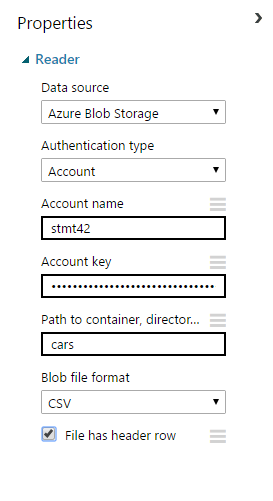 Properties
Reader
Data source
Azure Blob Storage
Authentication type
Account
Account name
stmt42
Account key
••••••••••••••••••••••••••••••••
Path to container, director...
cars
Blob file format
CSV
File has header row